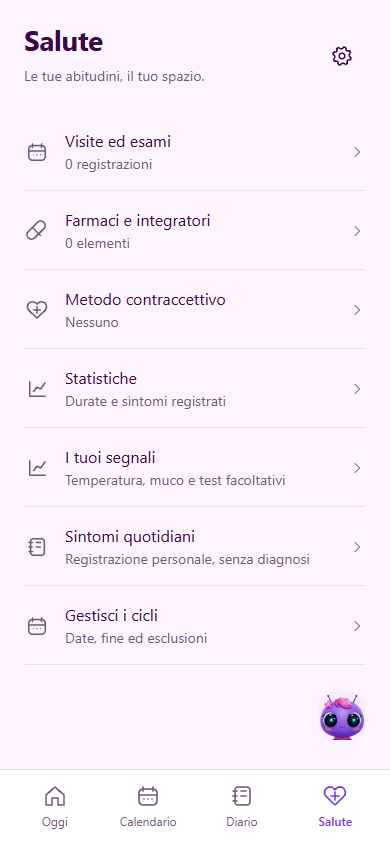 Salute
Le tue abitudini, il tuo spazio.
Visite ed esami
0 registrazioni
Farmaci e integratori
0 elementi
Metodo contraccettivo
Nessuno
Statistiche
Durate e sintomi registrati
I tuoi segnali
Temperatura, muco e test facoltativi
Sintomi quotidiani
Registrazione personale, senza diagnosi
Gestisci i cicli
Date, fine ed esclusioni
Oggi
Calendario
Diario
Salute